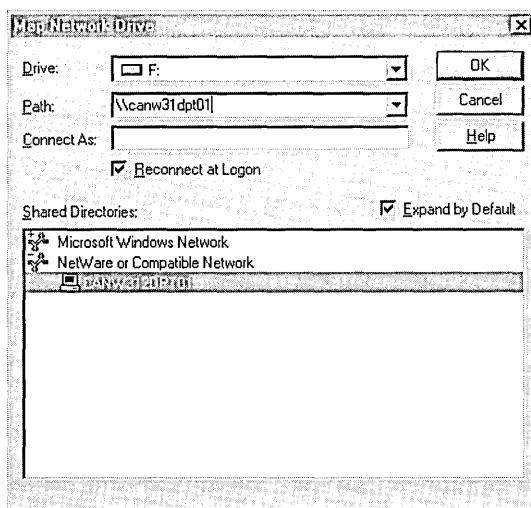 Map Network Drive
Drive: F: OK
Path: \\canw31dpt01 Cancel
Connect As: Help
Reconnect at Logon
Shared Directories: Expand by Default
Microsoft Windows Network
NetWare or Compatible Network
CANW312DPT01